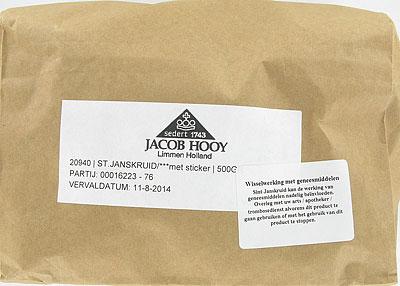 sedert 1743
JACOB HOOY
Limmen Holland
20940 | ST.JANSKRUID/***met sticker | 500G
PARTIJ: 00016223 - 76
VERVALDATUM: 11-8-2014
Wisselwerking met geneesmiddelen
Sint Janskruid kan de werking van
geneesmiddelen nadelig beïnvloeden.
Overleg met uw arts / apotheker /
trombosedienst alvorens dit product te
gaan gebruiken of met het gebruik van dit
product te stoppen.